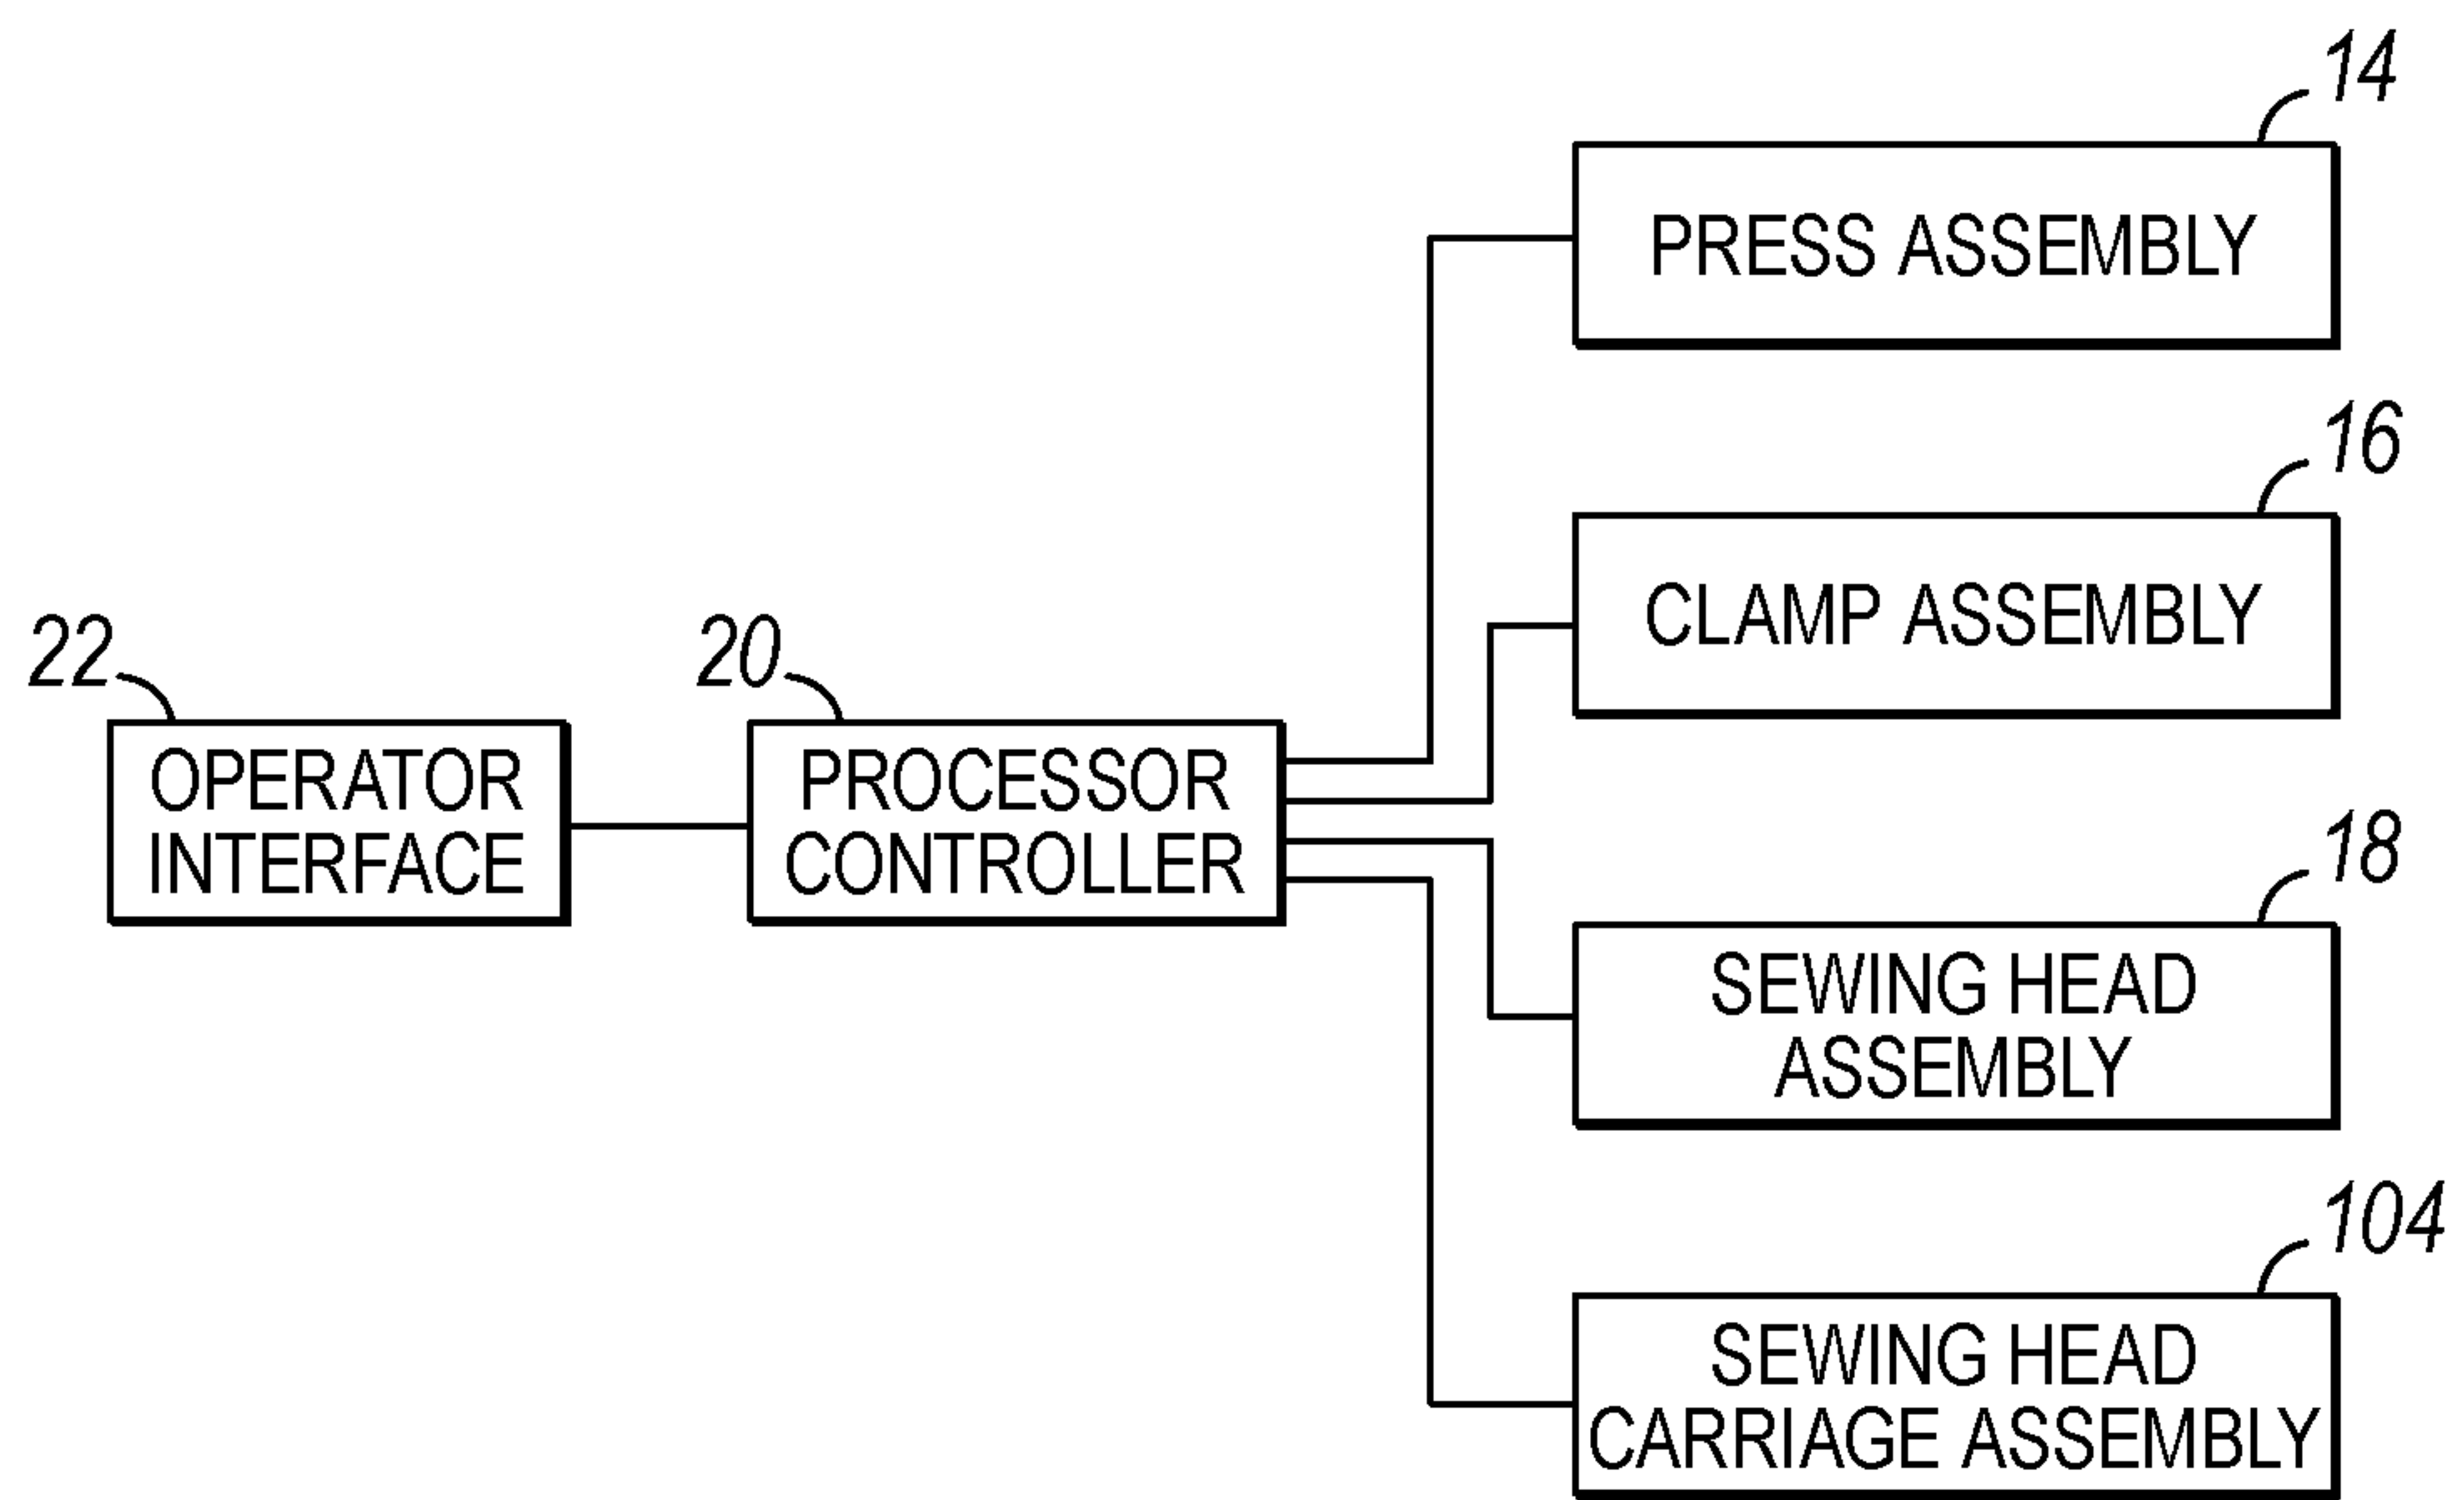 14
PRESS ASSEMBLY
16
CLAMP ASSEMBLY
22
OPERATOR
INTERFACE
20
PROCESSOR
CONTROLLER
18
SEWING HEAD
ASSEMBLY
104
SEWING HEAD
CARRIAGE ASSEMBLY